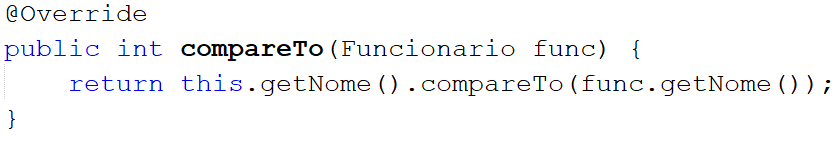 @Override
public int compareTo(Funcionario func) {
    return this.getNome().compareTo(func.getNome());
}